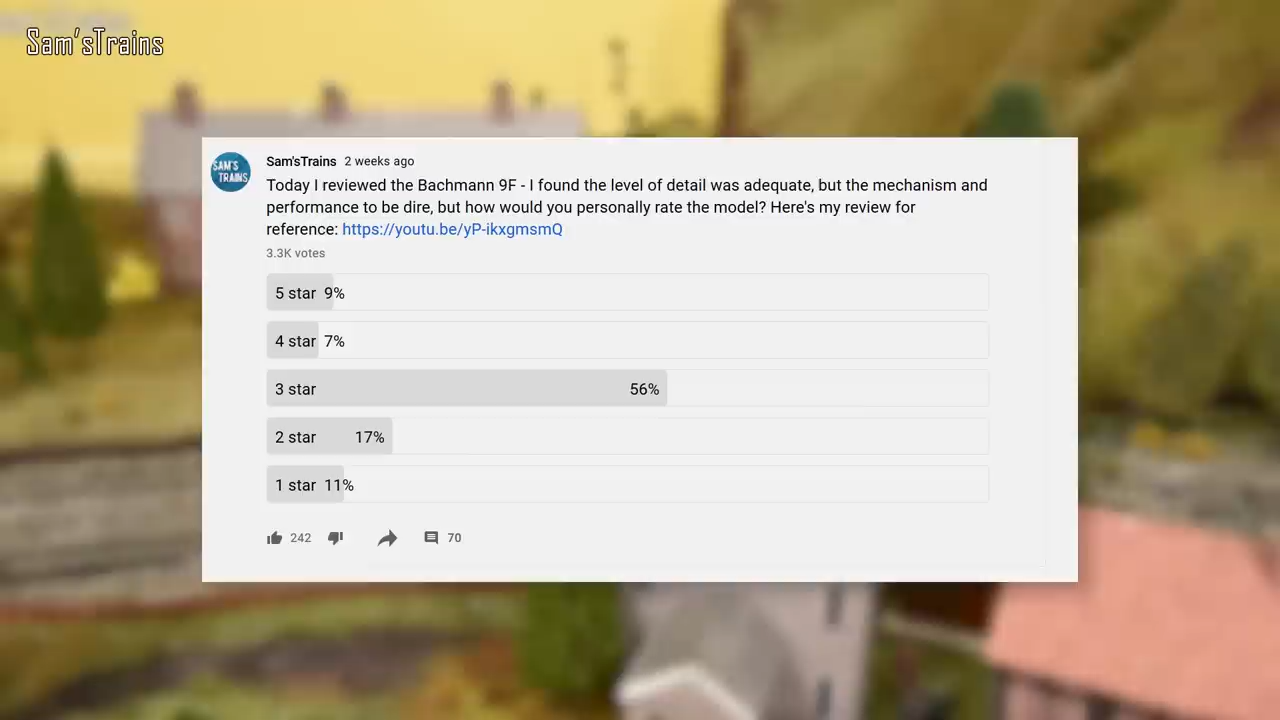 Sam'sTrains
SAM'S
TRAINS
Sam'sTrains 2 weeks ago
Today I reviewed the Bachmann 9F - I found the level of detail was adequate, but the mechanism and
performance to be dire, but how would you personally rate the model? Here's my review for
reference: https://youtu.be/yP-ikxgmsmQ
3.3K votes
5 star 9%
4 star 7%
3 star 56%
2 star 17%
1 star 11%
242 70